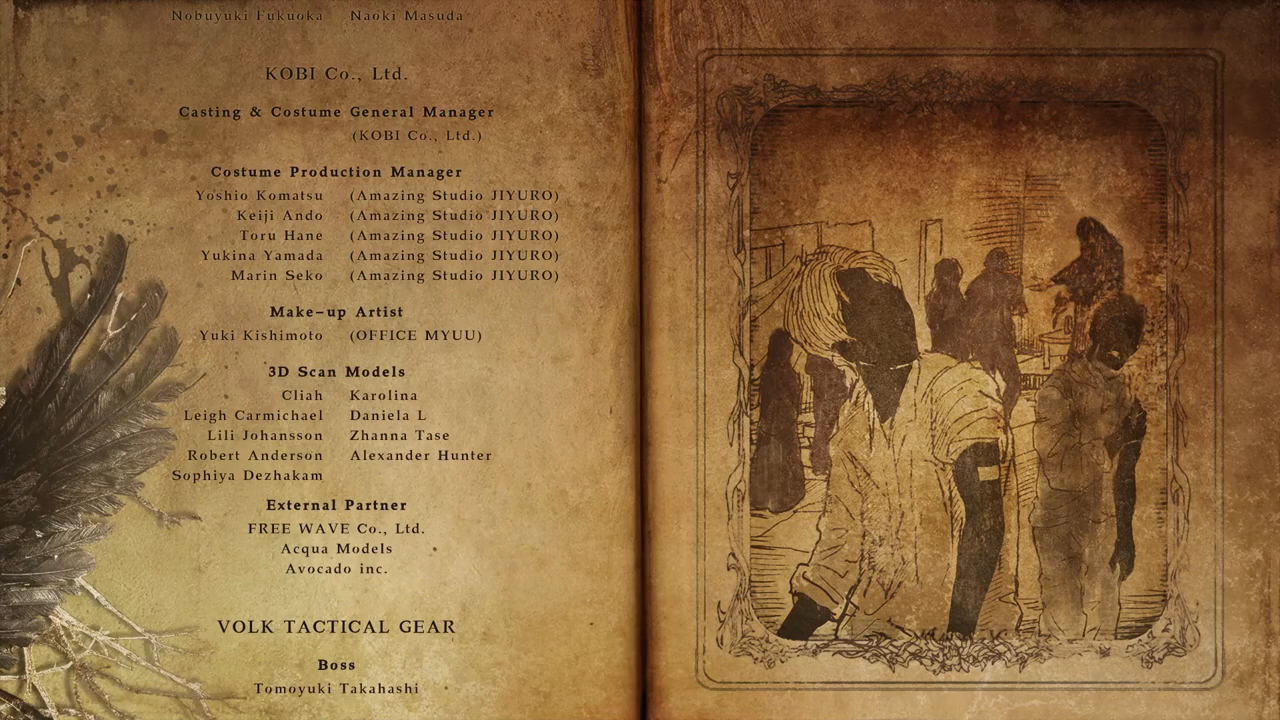 Nobuyuki Fukuoka Naoki Masuda
KOBI Co., Ltd.
Casting & Costume General Manager
(KOBI Co., Ltd.)
Costume Production Manager
Yoshio Komatsu (Amazing Studio JIYURO)
Keiji Ando (Amazing Studio JIYURO)
Toru Hane (Amazing Studio JIYURO)
Yukina Yamada (Amazing Studio JIYURO)
Marin Seko (Amazing Studio JIYURO)
Make-up Artist
Yuki Kishimoto (OFFICE MYUU)
3D Scan Models
Cliah Karolina
Leigh Carmichael Daniela L
Lili Johansson Zhanna Tase
Robert Anderson Alexander Hunter
Sophiya Dezhakam
External Partner
FREE WAVE Co., Ltd.
Acqua Models
Avocado inc.
VOLK TACTICAL GEAR
Boss
Tomoyuki Takahashi